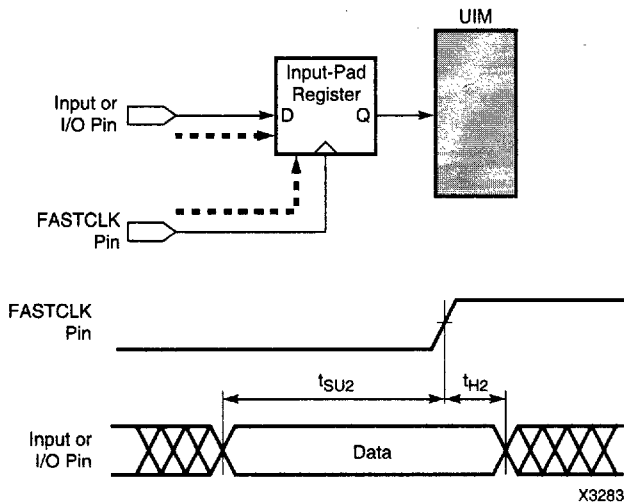 UIM
Input-Pad
Register
Input or
I/O Pin
D Q
FASTCLK
Pin
FASTCLK
Pin
tSU2
tH2
Input or
I/O Pin
Data
X3283